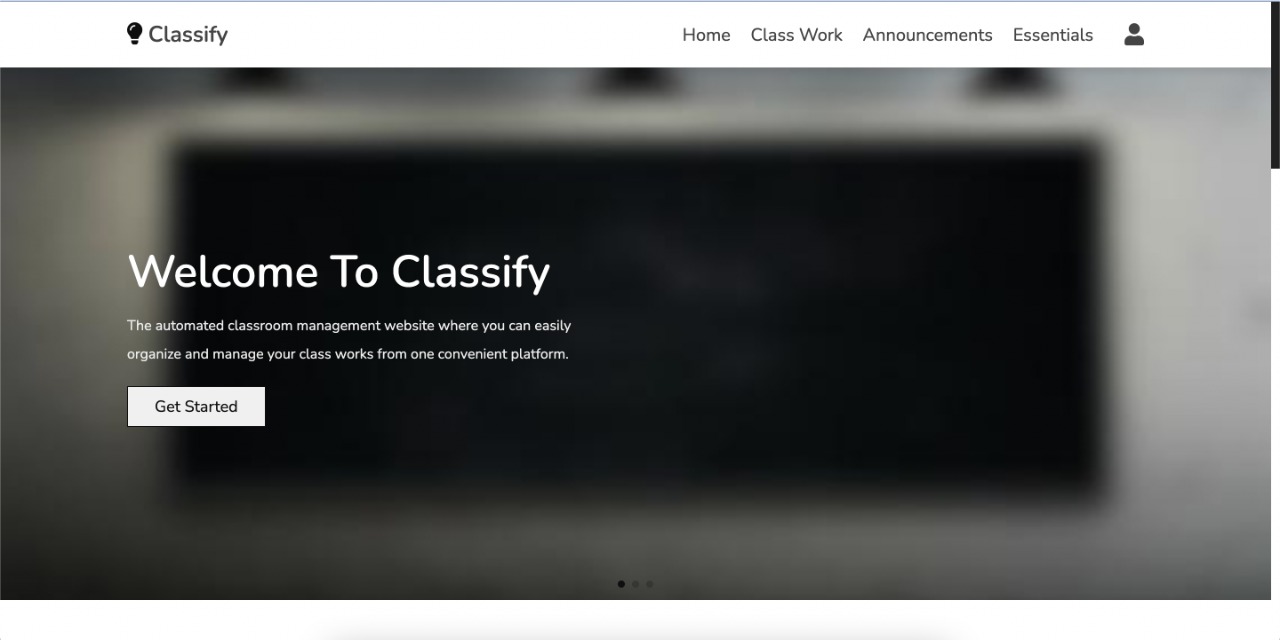 Classify
Home
Class Work
Announcements
Essentials
Welcome To Classify
The automated classroom management website where you can easily
organize and manage your class works from one convenient platform.
Get Started